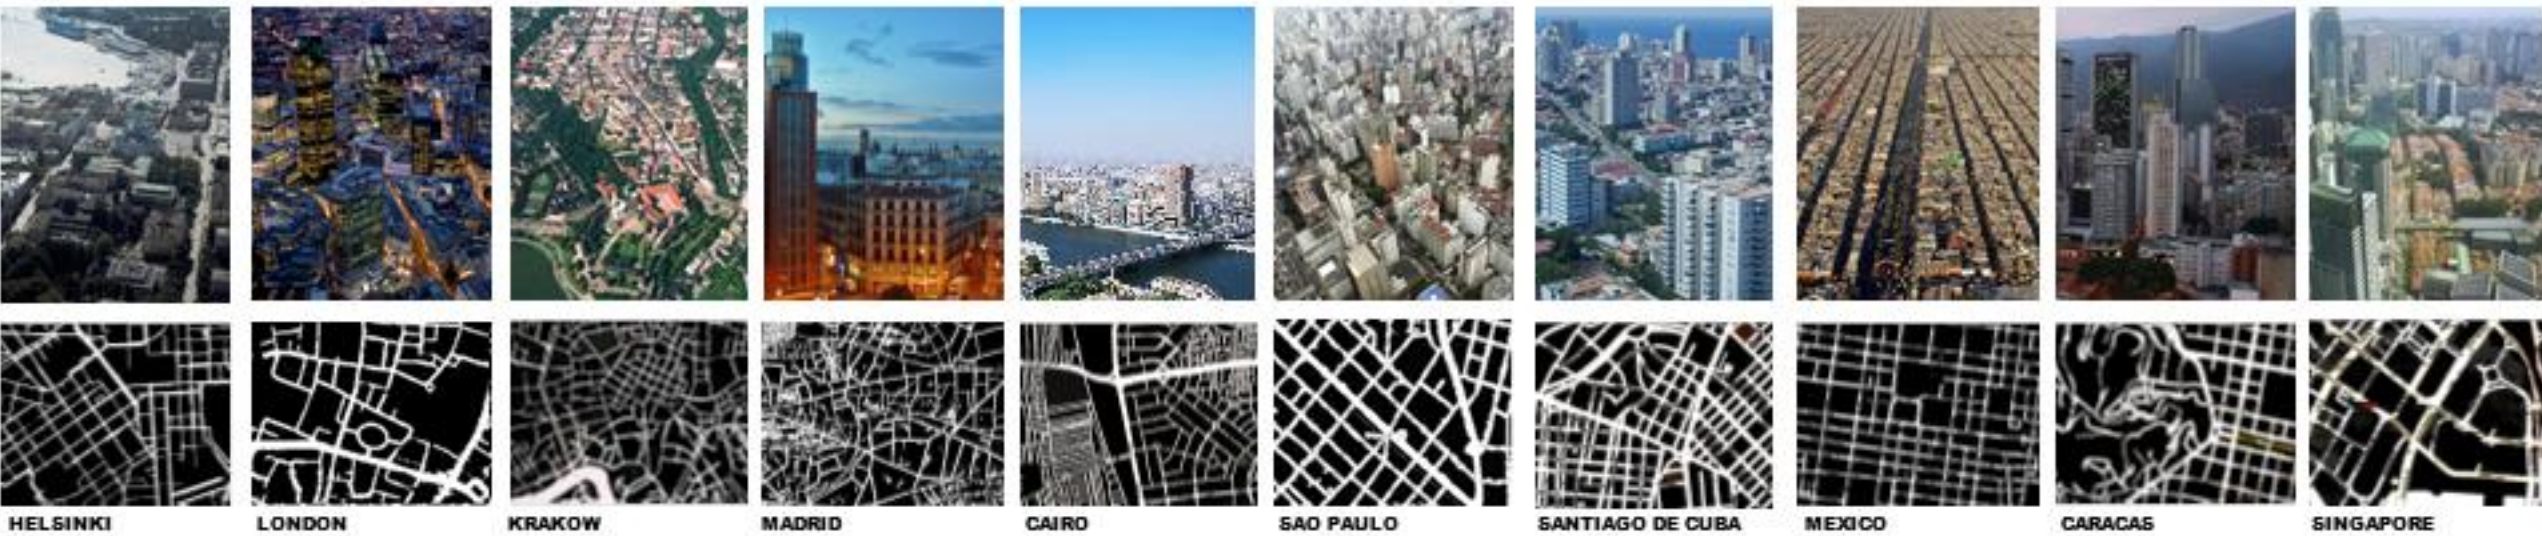 HELSINKI
LONDON
KRAKOW
MADRID
CAIRO
SAO PAULO
SANTIAGO DE CUBA
MEXICO
CARACAS
SINGAPORE